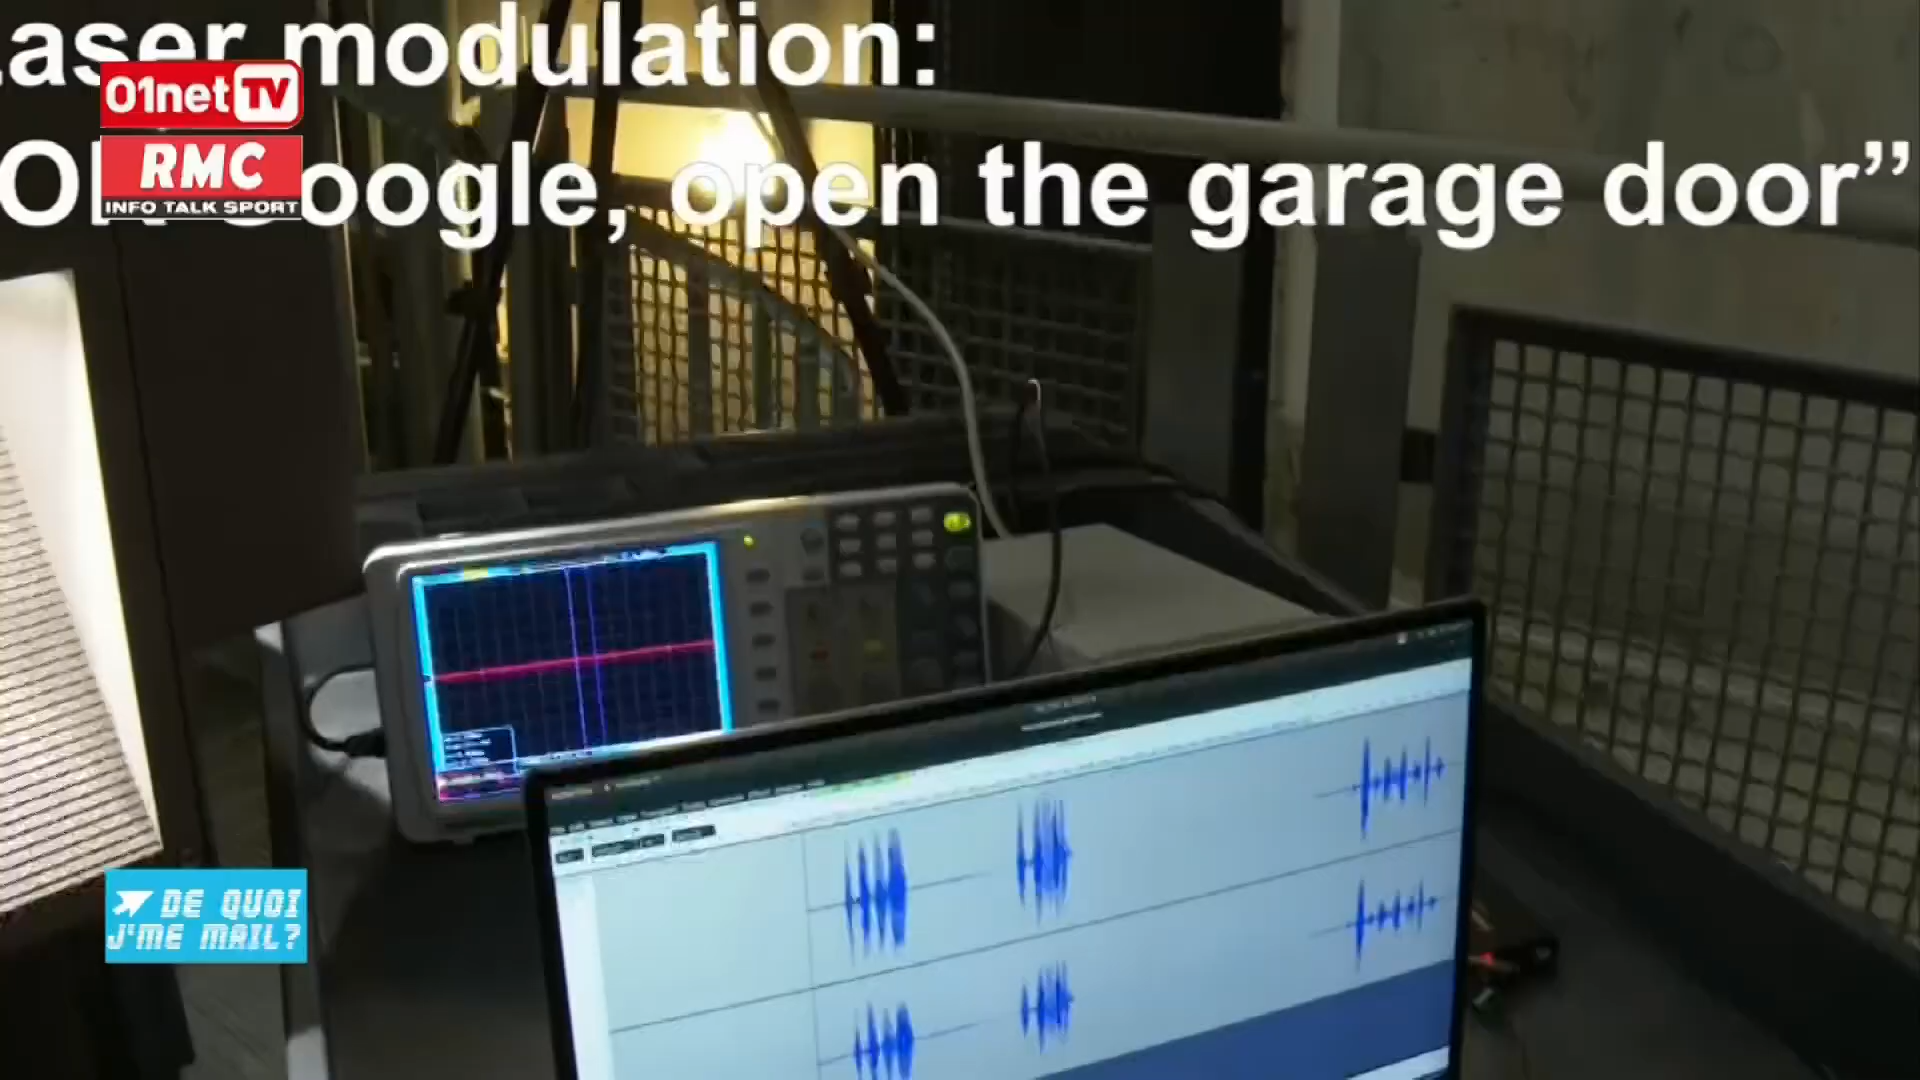 aser modulation:
01net TV
oogle, open the garage door”
RMC
INFO TALK SPORT
DE QUOI
J'ME MAIL?